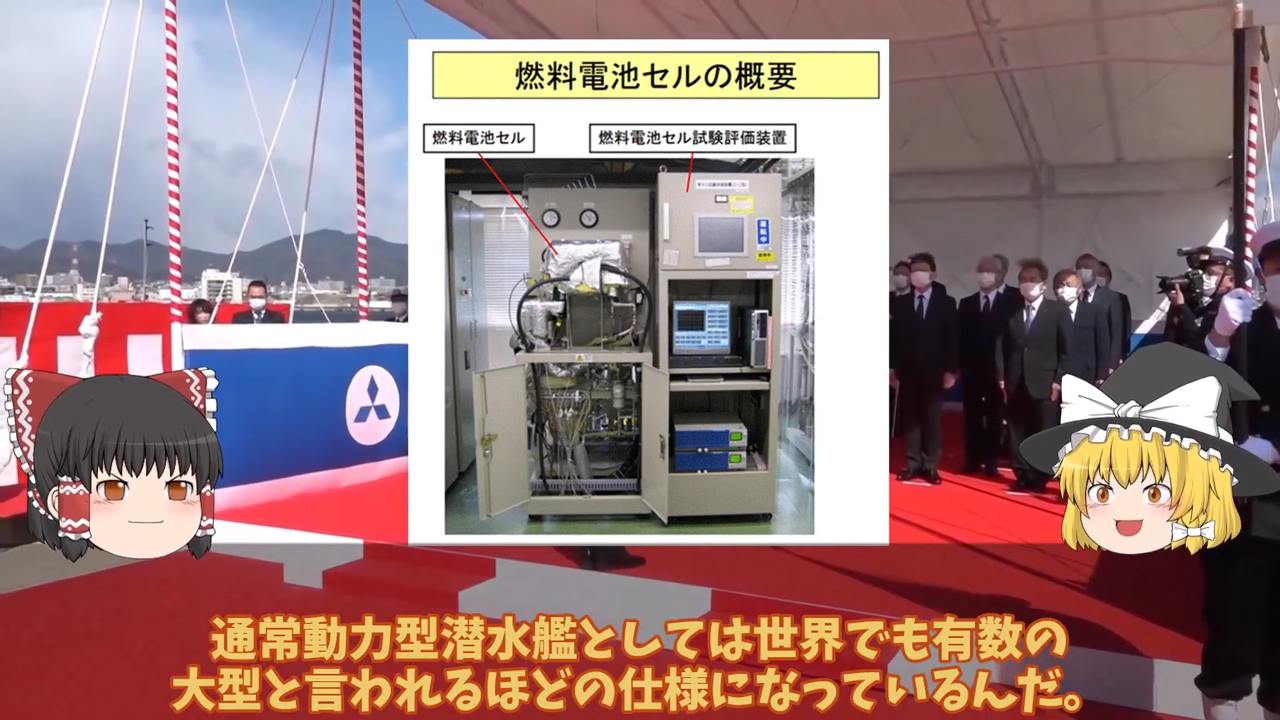 燃料電池セルの概要
燃料電池セル
燃料電池セル試験評価装置
運転中
通常動力型潜水艦としては世界でも有数の
大型と言われるほどの仕様になっているんだ。